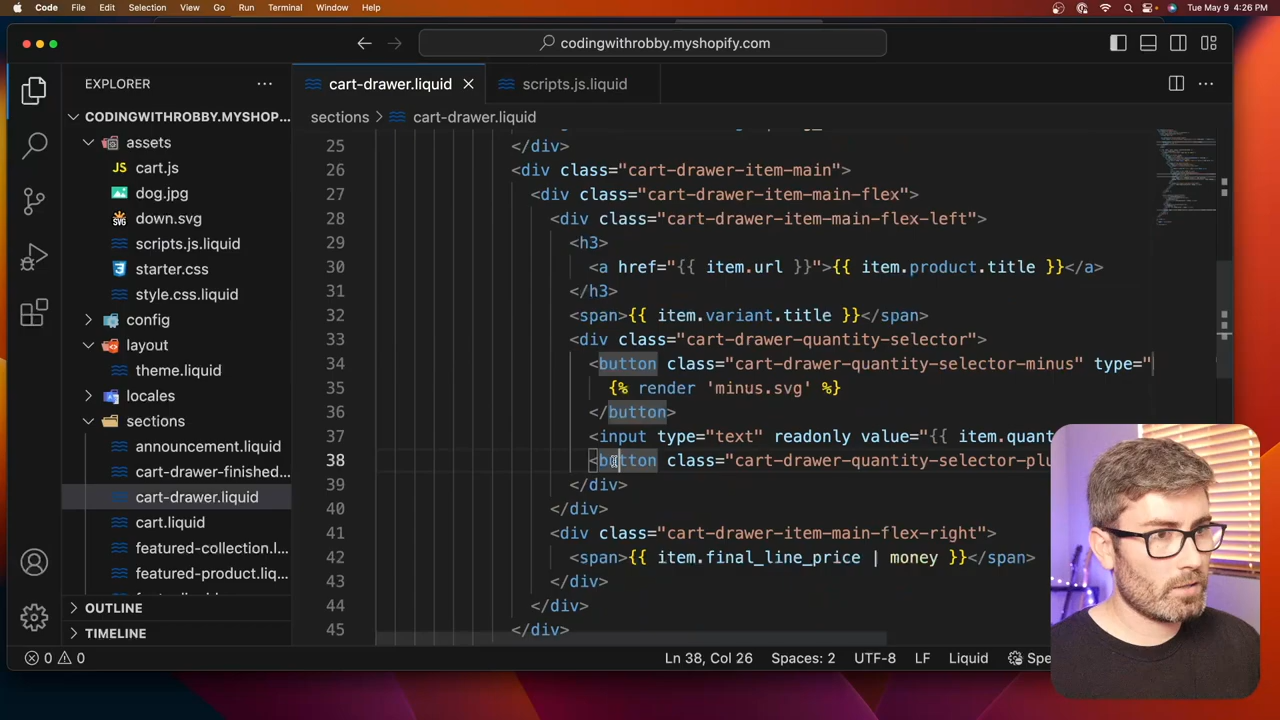 Code File Edit Selection View Go Run Terminal Window Help Tue May 9 4:26 PM
codingwithrobby.myshopify.com
EXPLORER
CODINGWITHROBBY.MYSHOP...
assets
cart.js
dog.jpg
down.svg
scripts.js.liquid
starter.css
style.css.liquid
config
layout
theme.liquid
locales
sections
announcement.liquid
cart-drawer-finished...
cart-drawer.liquid
cart.liquid
featured-collection.l...
featured-product.liq...
OUTLINE
TIMELINE
cart-drawer.liquid scripts.js.liquid
sections > cart-drawer.liquid
25 </div>
26 <div class="cart-drawer-item-main">
27 <div class="cart-drawer-item-main-flex">
28 <div class="cart-drawer-item-main-flex-left">
29 <h3>
30 <a href="{{ item.url }}">{{ item.product.title }}</a>
31 </h3>
32 <span>{{ item.variant.title }}</span>
33 <div class="cart-drawer-quantity-selector">
34 <button class="cart-drawer-quantity-selector-minus" type="
35 {% render 'minus.svg' %}
36 </button>
37 <input type="text" readonly value="{{ item.quant
38 <button class="cart-drawer-quantity-selector-plu
39 </div>
40 </div>
41 <div class="cart-drawer-item-main-flex-right">
42 <span>{{ item.final_line_price | money }}</span>
43 </div>
44 </div>
45 </div>
0 0 Ln 38, Col 26 Spaces: 2 UTF-8 LF Liquid Spe